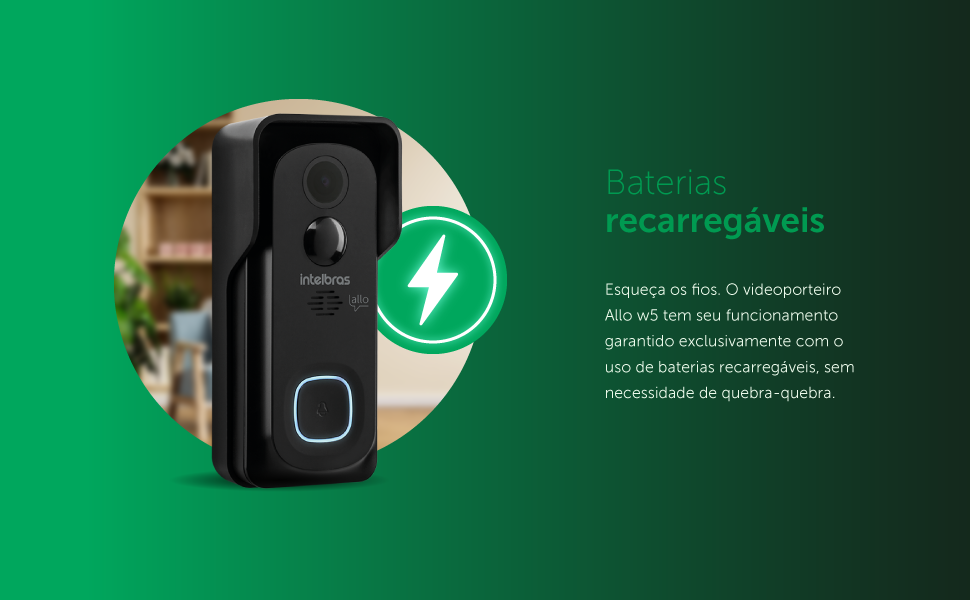 intelbras
allo
Baterias
recarregáveis
Esqueça os fios. O videoporteiro
Allo w5 tem seu funcionamento
garantido exclusivamente com o
uso de baterias recarregáveis, sem
necessidade de quebra-quebra.